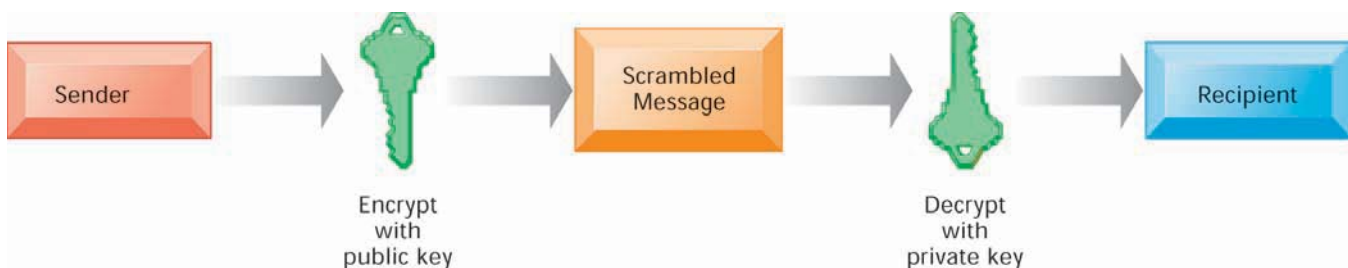 Sender
Encrypt
with
public key
Scrambled
Message
Decrypt
with
private key
Recipient